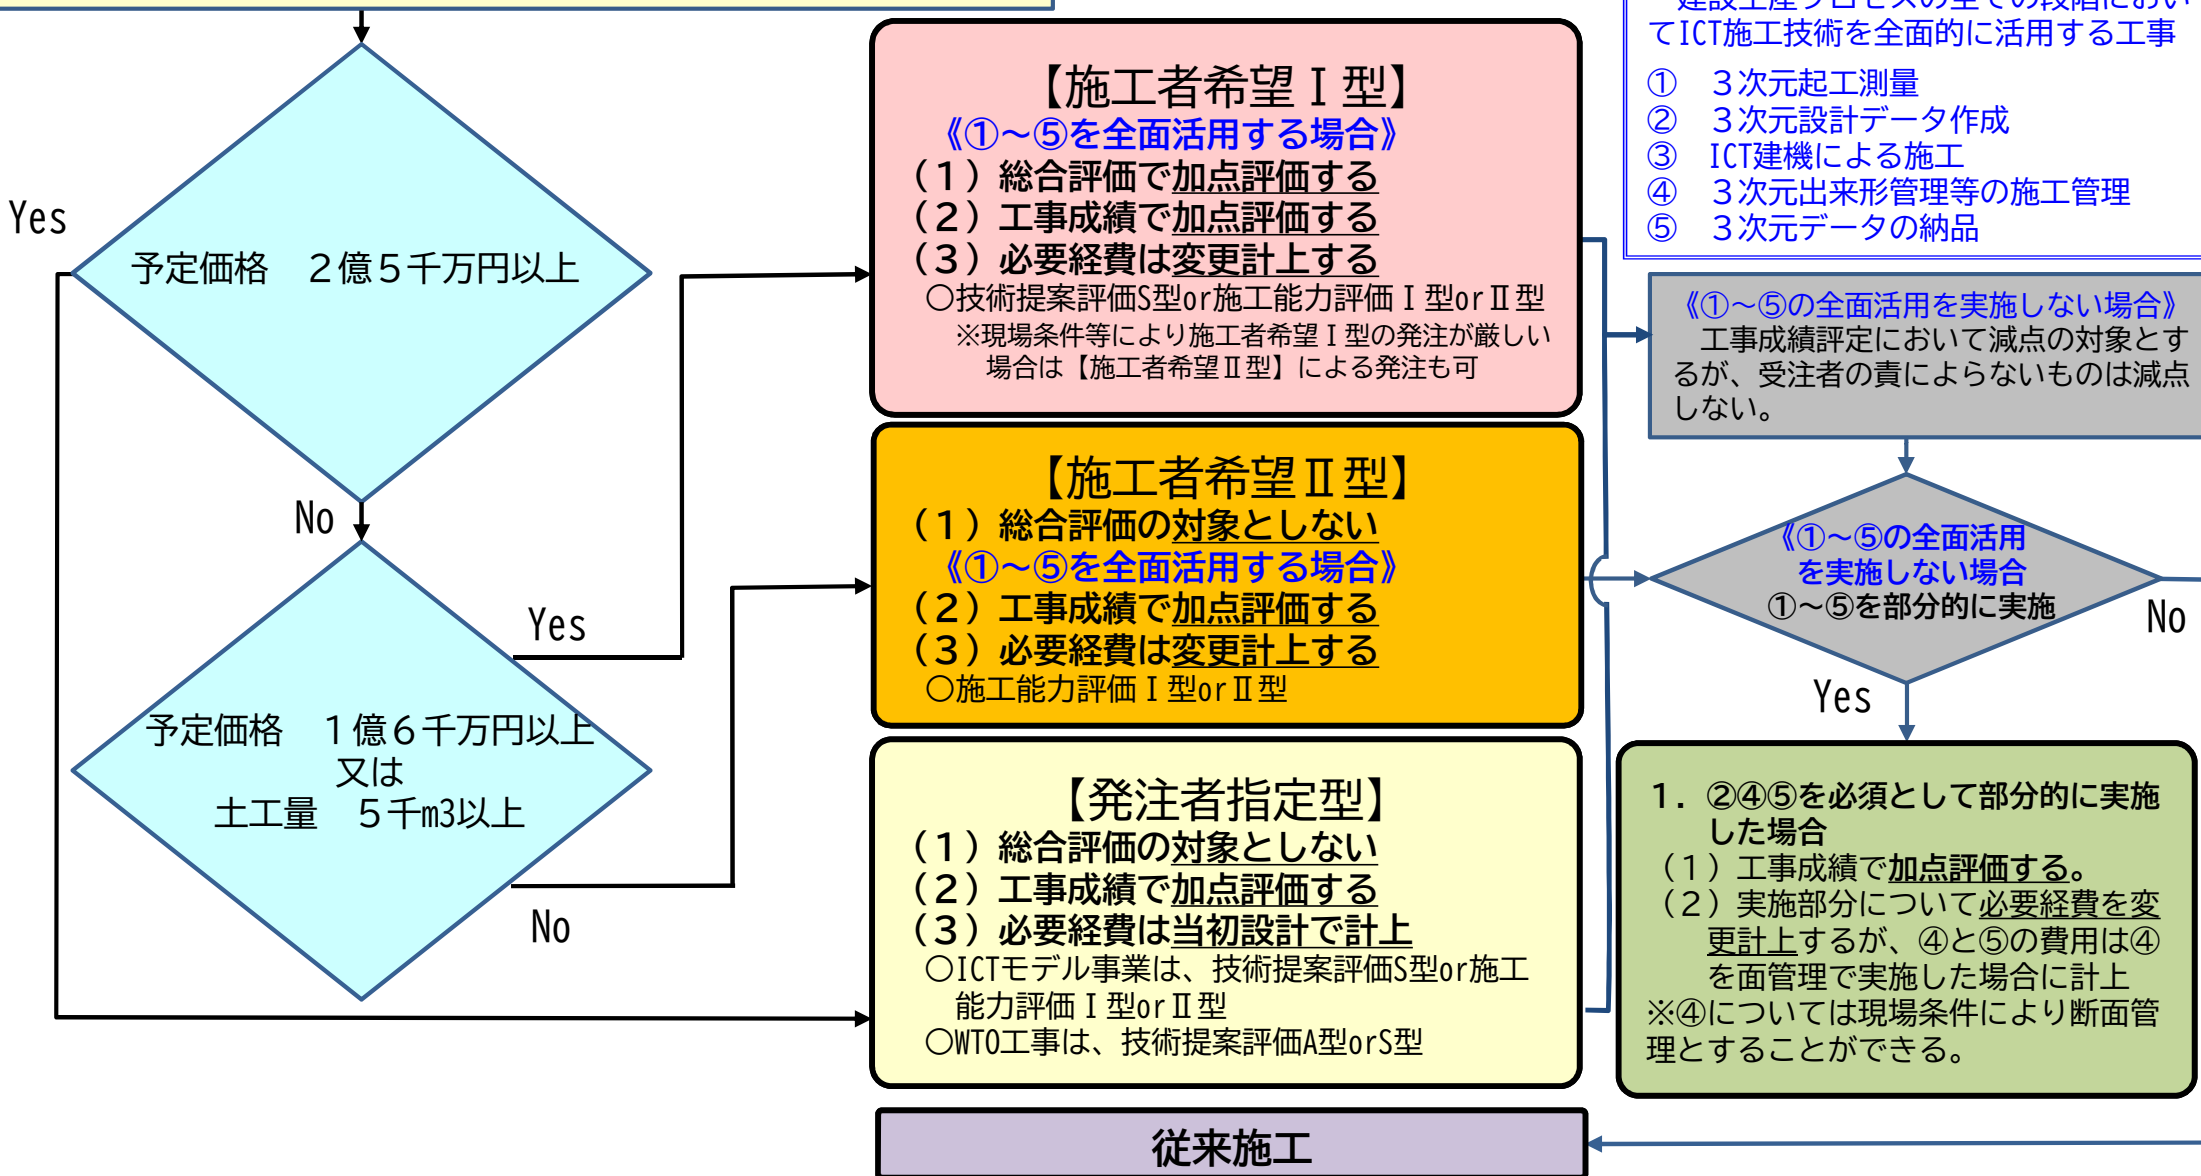 Yes
予定価格　２億５千万円以上
No
予定価格　１億６千万円以上
又は
土工量　５千m3以上
Yes
No
【施工者希望Ⅰ型】
《①～⑤を全面活用する場合》
（１）総合評価で加点評価する
（２）工事成績で加点評価する
（３）必要経費は変更計上する
○技術提案評価S型or施工能力評価Ⅰ型orⅡ型
※現場条件等により施工者希望Ⅰ型の発注が厳しい
場合は【施工者希望Ⅱ型】による発注も可
【施工者希望Ⅱ型】
（１）総合評価の対象としない
《①～⑤を全面活用する場合》
（２）工事成績で加点評価する
（３）必要経費は変更計上する
○施工能力評価Ⅰ型orⅡ型
【発注者指定型】
（１）総合評価の対象としない
（２）工事成績で加点評価する
（３）必要経費は当初設計で計上
○ICTモデル事業は、技術提案評価S型or施工
能力評価Ⅰ型orⅡ型
○WTO工事は、技術提案評価A型orS型
従来施工
建設生産プロセスの全ての段階におい
てICT施工技術を全面的に活用する工事
①　３次元起工測量
②　３次元設計データ作成
③　ICT建機による施工
④　３次元出来形管理等の施工管理
⑤　３次元データの納品
《①～⑤の全面活用を実施しない場合》
工事成績評定において減点の対象とす
るが、受注者の責によらないものは減点
しない。
《①～⑤の全面活用
を実施しない場合
①～⑤を部分的に実施
No
Yes
１．②④⑤を必須として部分的に実施
した場合
（１）工事成績で加点評価する。
（２）実施部分について必要経費を変
更計上するが、④と⑤の費用は④
を面管理で実施した場合に計上
※④については現場条件により断面管
理とすることができる。